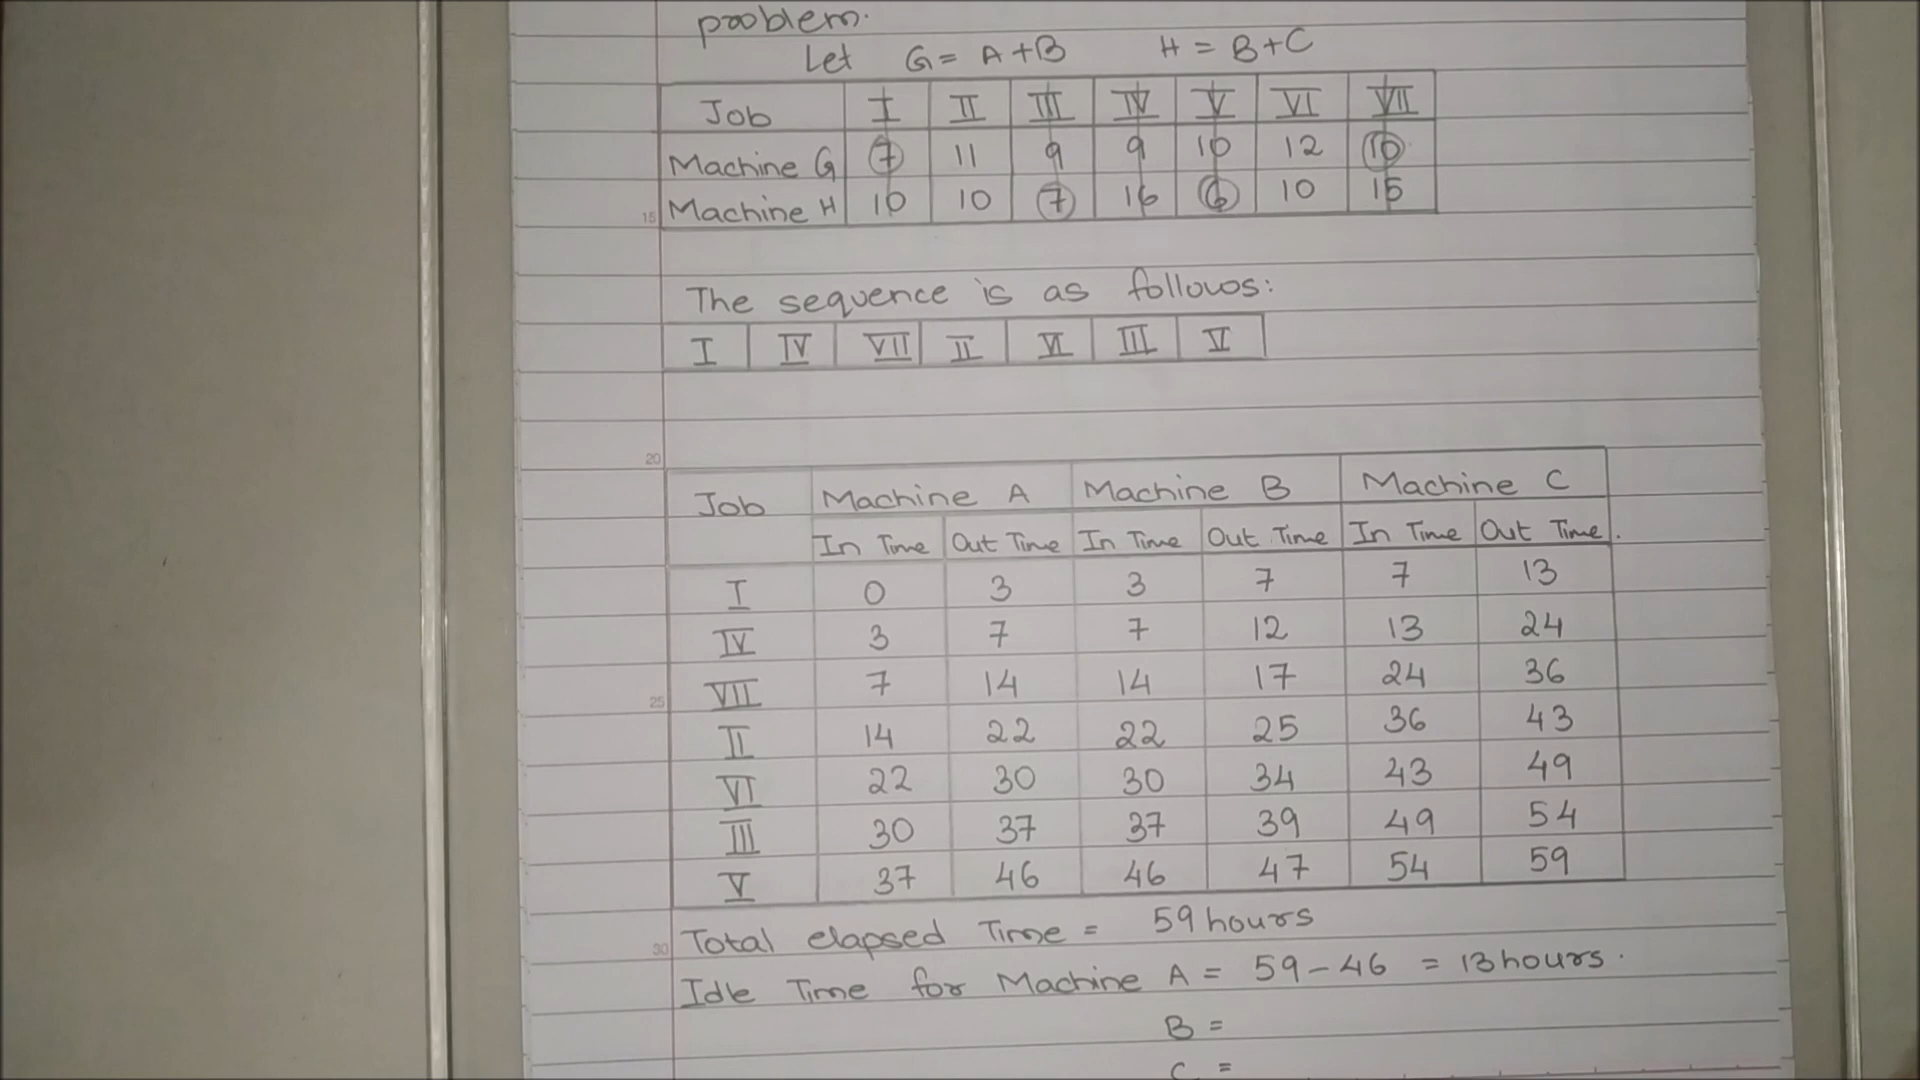 problem.
Let G = A+B H = B+C
Job I II III IV V VI VII
Machine G 7 11 9 9 10 12 10
15 Machine H 10 10 7 16 6 10 15
The sequence is as follows:
I IV VII II VI III V
20
Job Machine A Machine B Machine C
In Time Out Time In Time Out Time In Time Out Time.
I 0 3 3 7 7 13
IV 3 7 7 12 13 24
25 VII 7 14 14 17 24 36
II 14 22 22 25 36 43
VI 22 30 30 34 43 49
III 30 37 37 39 49 54
V 37 46 46 47 54 59
30 Total elapsed Time = 59 hours
Idle Time for Machine A = 59-46 = 13 hours.
B =
C =